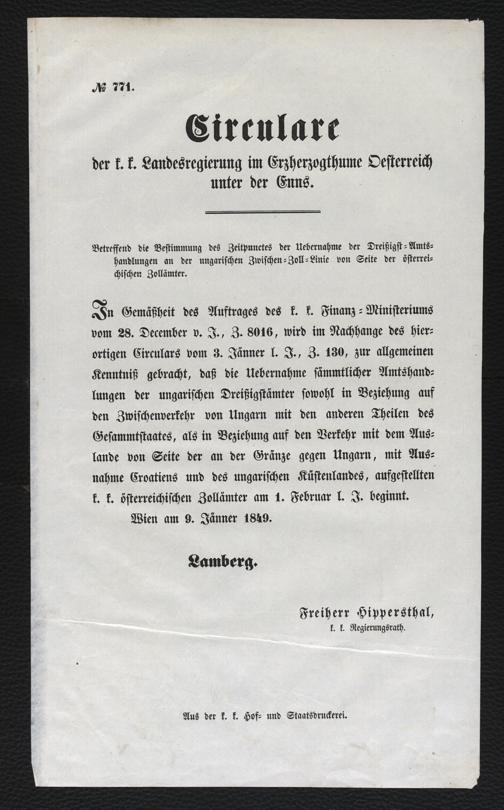 № 771.
Circulare
der k. k. Landesregierung im Erzherzogthume Oesterreich
unter der Enns.
Betreffend die Bestimmung des Zeitpunctes der Uebernahme der Dreißigst-Amts-
handlungen an der ungarischen Zwischen-Zoll-Linie von Seite der österrei-
chischen Zollämter.
In Gemäßheit des Auftrages des k. k. Finanz-Ministeriums
vom 28. December v. J., Z. 8016, wird im Nachhange des hier-
ortigen Circulars vom 3. Jänner l. J., Z. 130, zur allgemeinen
Kenntniß gebracht, daß die Uebernahme sämmtlicher Amtshand-
lungen der ungarischen Dreißigstämter sowohl in Beziehung auf
den Zwischenverkehr von Ungarn mit den anderen Theilen des
Gesammtstaates, als in Beziehung auf den Verkehr mit dem Aus-
lande von Seite der an der Gränze gegen Ungarn, mit Aus-
nahme Croatiens und des ungarischen Küstenlandes, aufgestellten
k. k. österreichischen Zollämter am 1. Februar l. J. beginnt.
Wien am 9. Jänner 1849.
Lamberg.
Freiherr Hippersthal,
k. k. Regierungsrath.
Aus der k. k. Hof- und Staatsdruckerei.